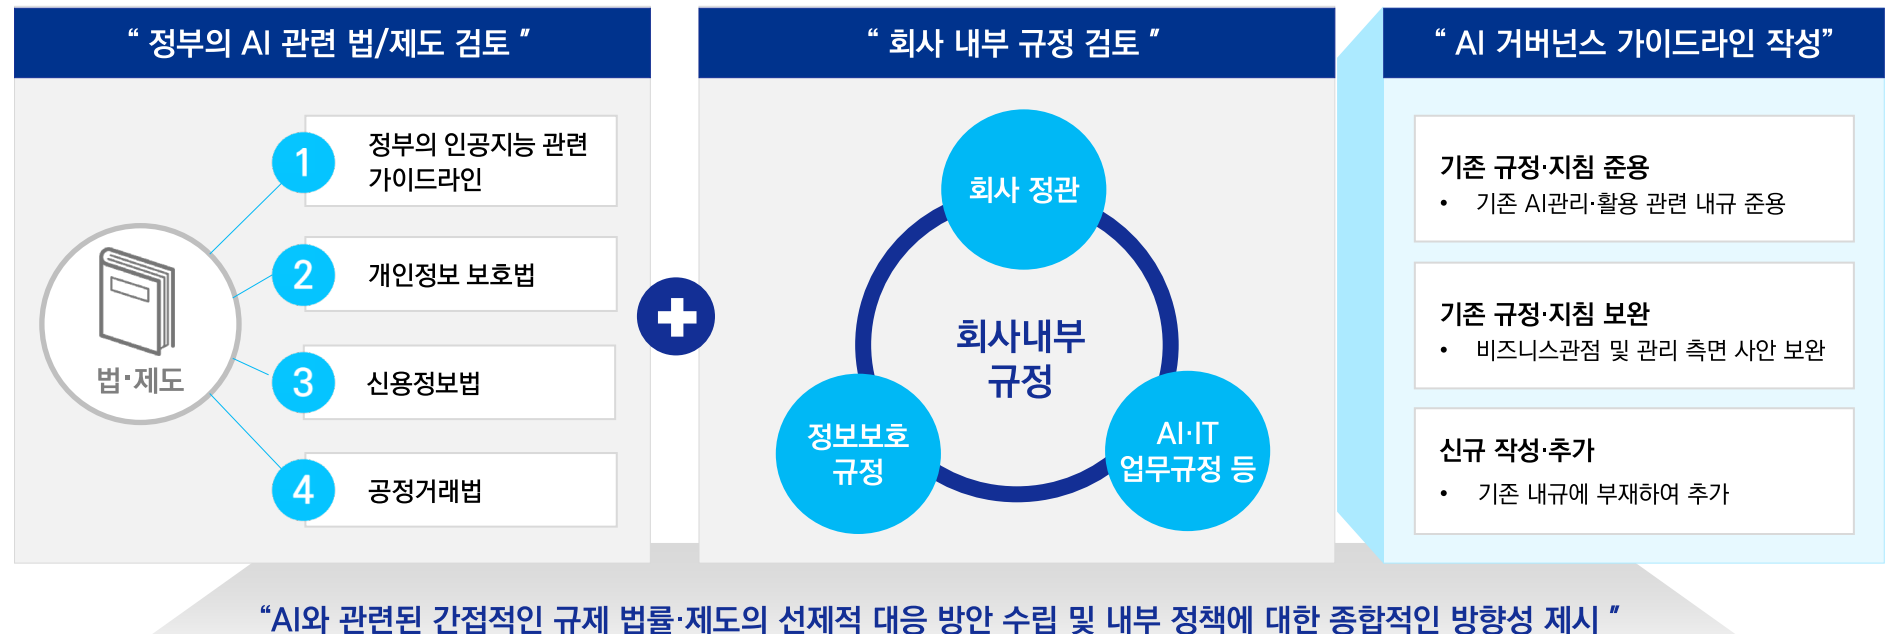 “ 정부의 AI 관련 법/제도 검토 ”
1
정부의 인공지능 관련
가이드라인
2
개인정보 보호법
3
신용정보법
4
공정거래법
법·제도
“ 회사 내부 규정 검토 ”
회사 정관
회사내부
규정
정보보호
규정
AI·IT
업무규정 등
“ AI 거버넌스 가이드라인 작성”
기존 규정·지침 준용
• 기존 AI관리·활용 관련 내규 준용
기존 규정·지침 보완
• 비즈니스관점 및 관리 측면 사안 보완
신규 작성·추가
• 기존 내규에 부재하여 추가
“AI와 관련된 간접적인 규제 법률·제도의 선제적 대응 방안 수립 및 내부 정책에 대한 종합적인 방향성 제시 ”